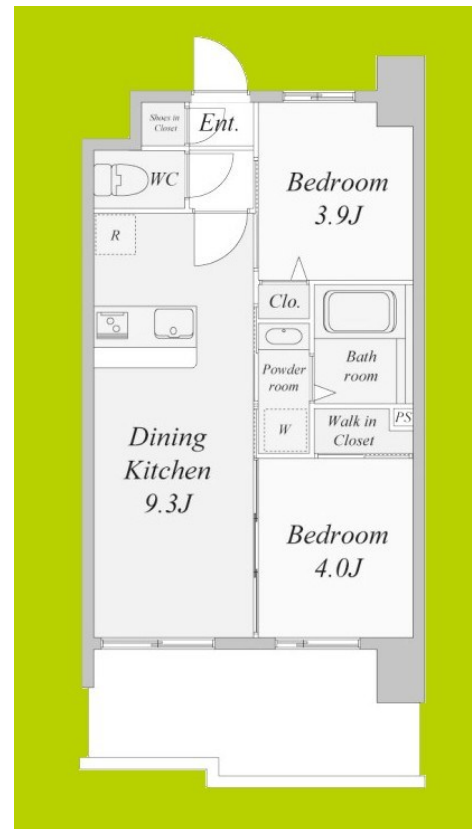 Shoes in
Closet
Ent.
WC
Bedroom
3.9J
R
Clo.
Powder
room
Bath
room
W
Walk in
Closet
PS
Dining
Kitchen
9.3J
Bedroom
4.0J